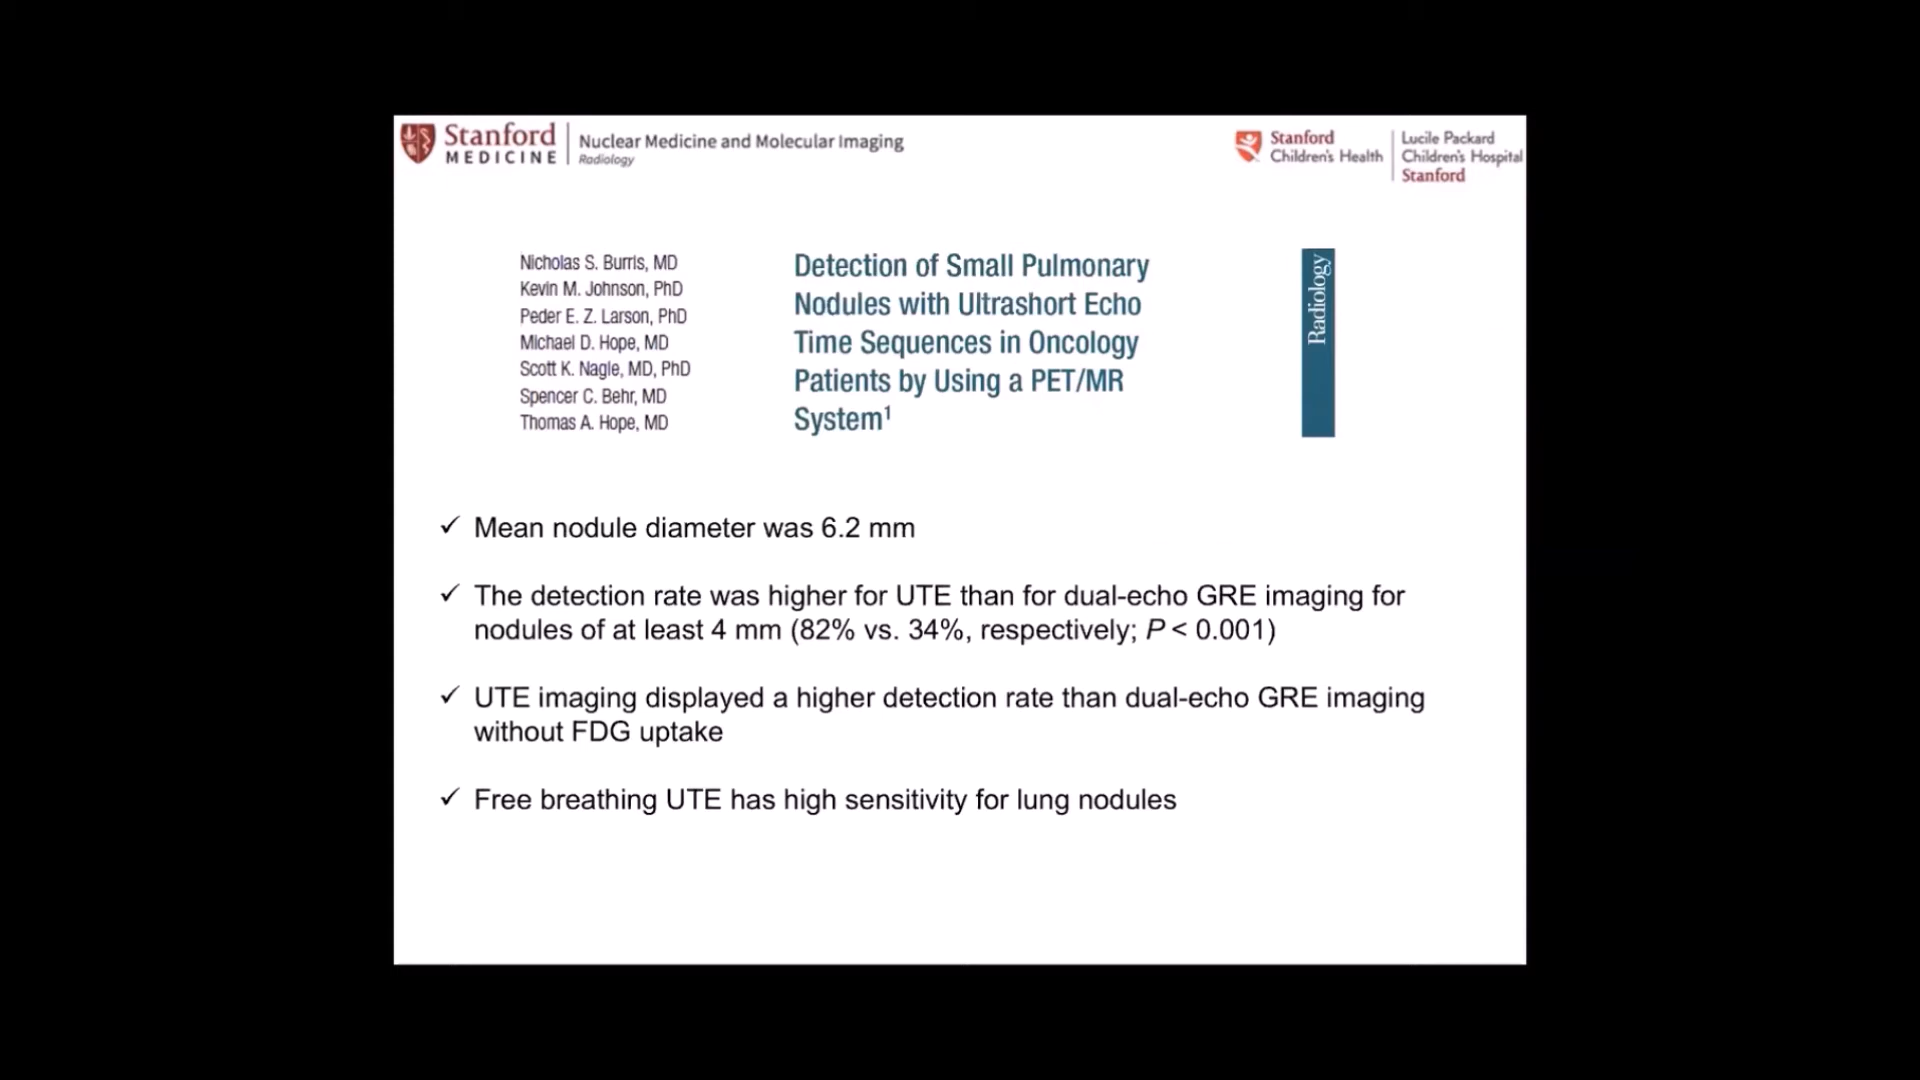 Stanford
MEDICINE
Nuclear Medicine and Molecular Imaging
Radiology
Stanford
Children's Health
Lucile Packard
Children's Hospital
Stanford
Nicholas S. Burris, MD
Kevin M. Johnson, PhD
Peder E. Z. Larson, PhD
Michael D. Hope, MD
Scott K. Nagle, MD, PhD
Spencer C. Behr, MD
Thomas A. Hope, MD
Detection of Small Pulmonary
Nodules with Ultrashort Echo
Time Sequences in Oncology
Patients by Using a PET/MR
System¹
Radiology
✓ Mean nodule diameter was 6.2 mm
✓ The detection rate was higher for UTE than for dual-echo GRE imaging for
nodules of at least 4 mm (82% vs. 34%, respectively; P < 0.001)
✓ UTE imaging displayed a higher detection rate than dual-echo GRE imaging
without FDG uptake
✓ Free breathing UTE has high sensitivity for lung nodules